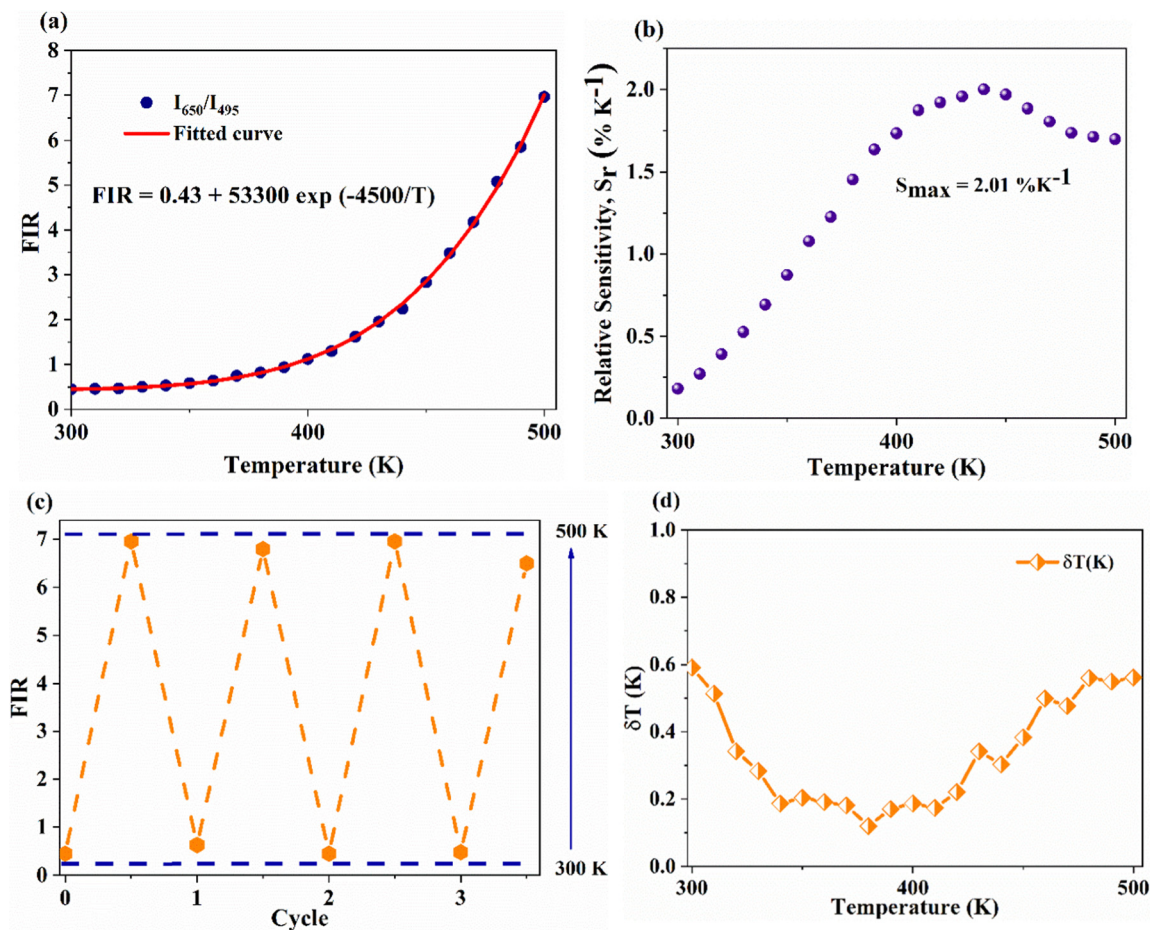 (a)
8
7
6
5
4
3
2
1
0
FIR
I650/I495
Fitted curve
FIR = 0.43 + 53300 exp (-4500/T)
300
400
500
Temperature (K)
(b)
2.0
1.5
1.0
0.5
0.0
Relative Sensitivity, Sr (% K-1)
Smax = 2.01 %K-1
300
400
500
Temperature (K)
(c)
7
6
5
4
3
2
1
0
FIR
500 K
300 K
0
1
2
3
Cycle
(d)
1.0
0.8
0.6
0.4
0.2
0.0
δT (K)
δT(K)
300
400
500
Temperature (K)